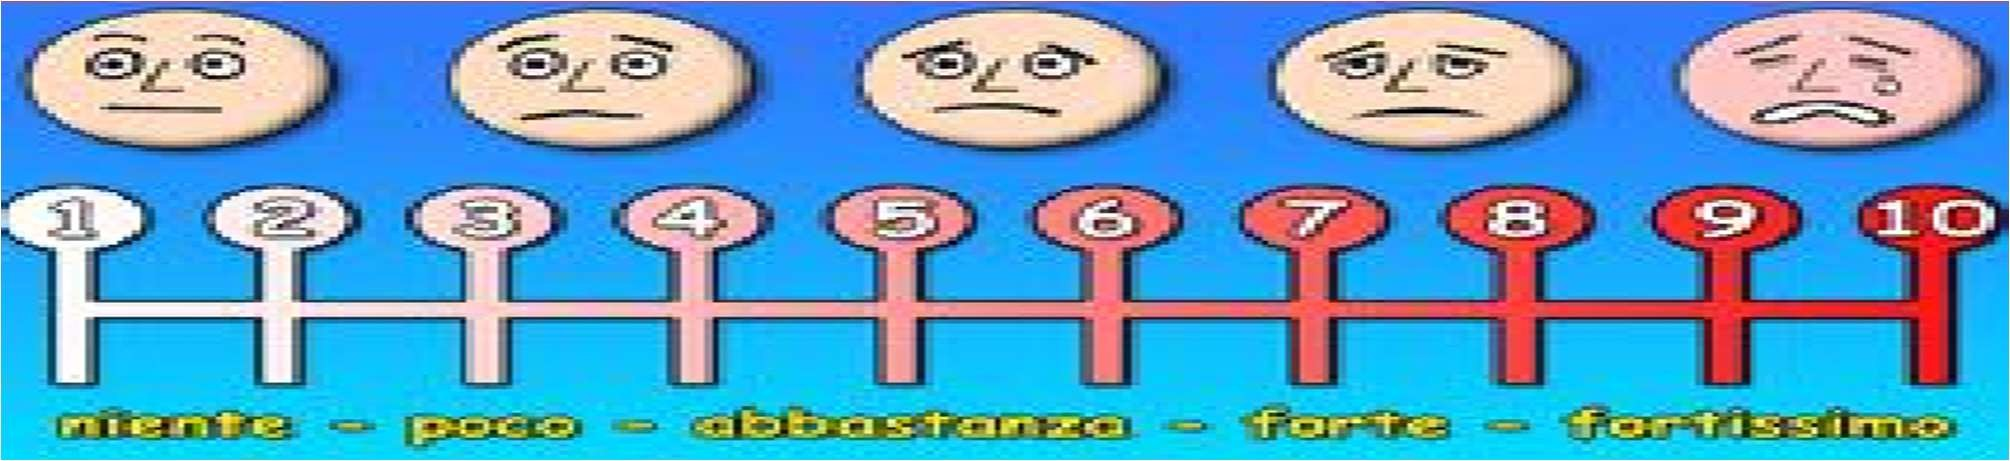 1 2 3 4 5 6 7 8 9 10
niente - poco - abbastanza - forte - fortissimo